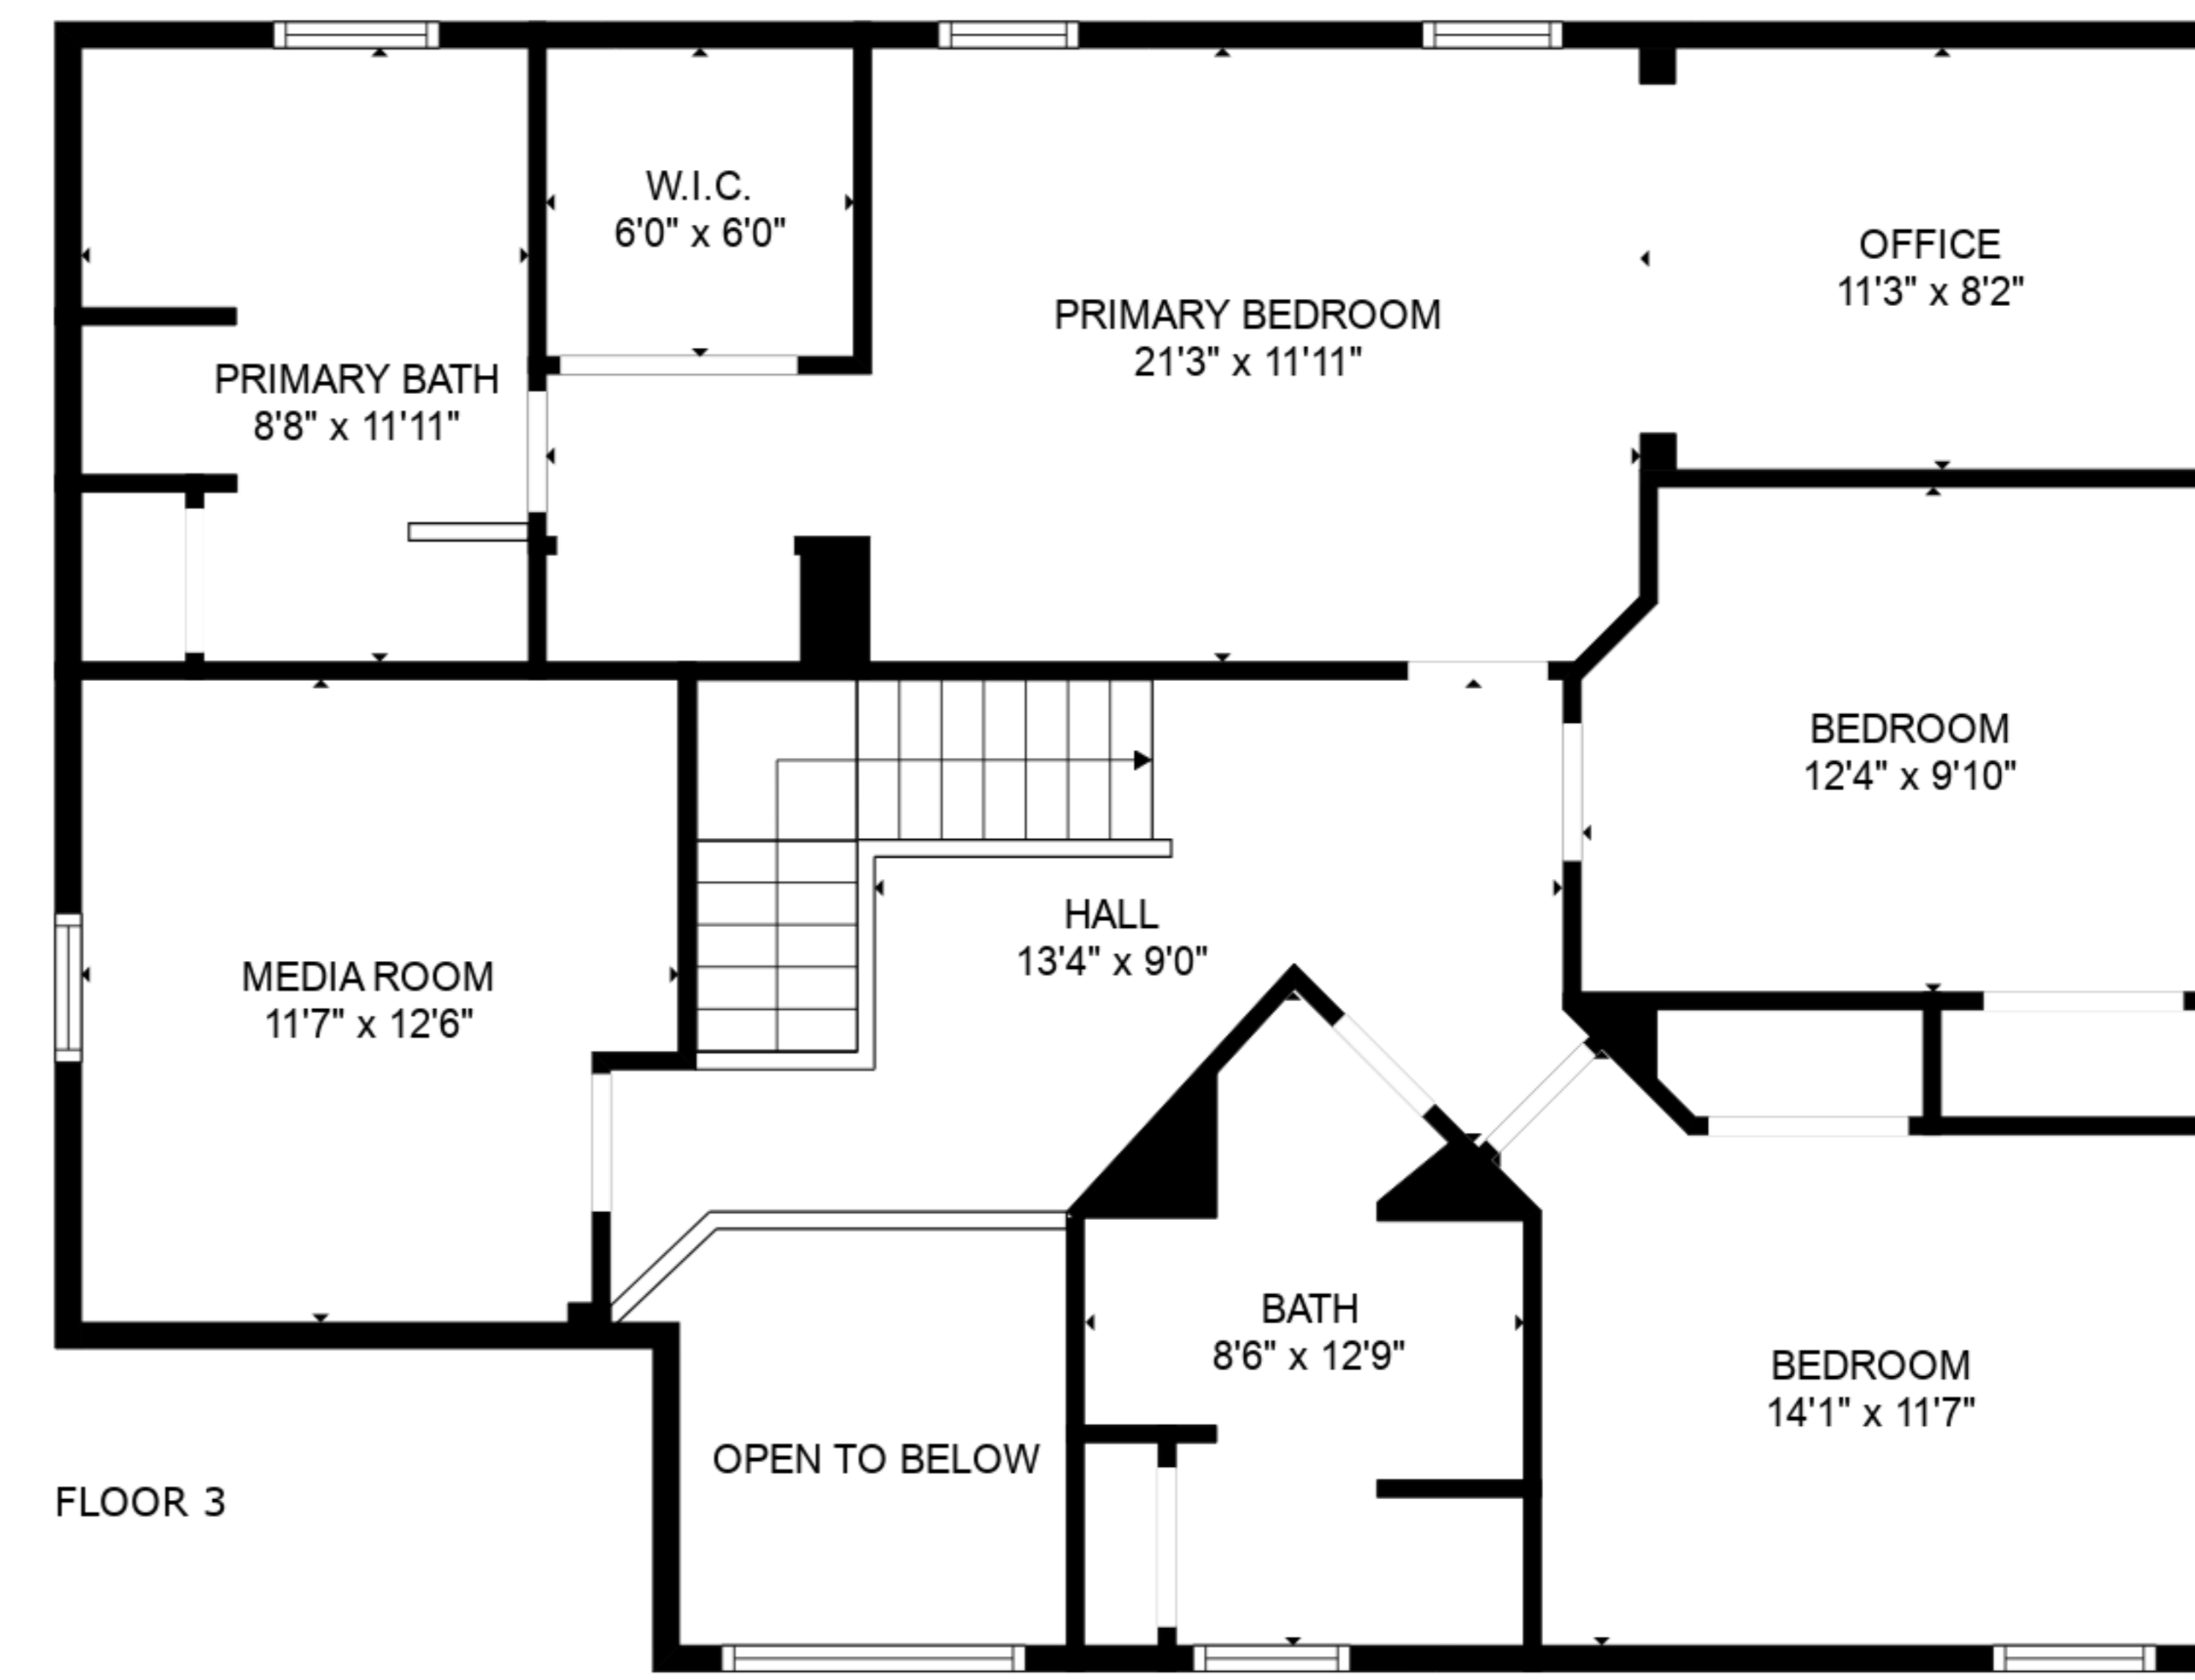 W.I.C.
6'0" x 6'0"
OFFICE
11'3" x 8'2"
PRIMARY BEDROOM
21'3" x 11'11"
PRIMARY BATH
8'8" x 11'11"
BEDROOM
12'4" x 9'10"
HALL
13'4" x 9'0"
MEDIA ROOM
11'7" x 12'6"
BATH
8'6" x 12'9"
BEDROOM
14'1" x 11'7"
OPEN TO BELOW
FLOOR 3